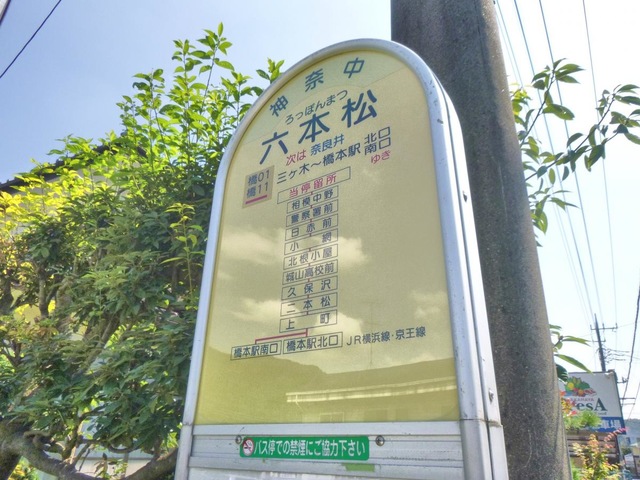 神奈中
ろっぽんまつ
六本松
次は 奈良井
橋01
橋11
三ヶ木~橋本駅 北口
南口
ゆき
当停留所
相模中野
警察署前
日赤前
小網
北根小屋
城山高校前
久保沢
二本松
上町
橋本駅南口 橋本駅北口 JR横浜線・京王線
バス停での禁煙にご協力下さい